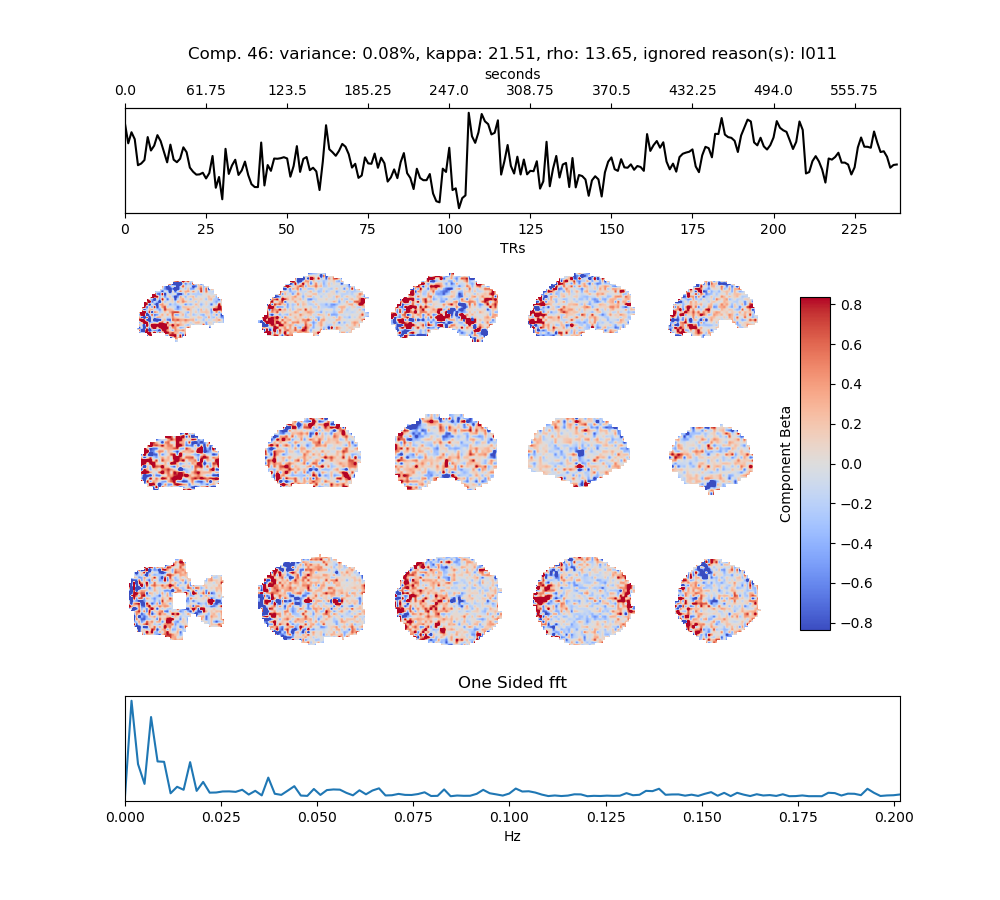 Comp. 46: variance: 0.08%, kappa: 21.51, rho: 13.65, ignored reason(s): I011
seconds
0.0 61.75 123.5 185.25 247.0 308.75 370.5 432.25 494.0 555.75
0 25 50 75 100 125 150 175 200 225
TRs
0.8
0.6
0.4
0.2
0.0
−0.2
−0.4
−0.6
−0.8
Component Beta
One Sided fft
0.000 0.025 0.050 0.075 0.100 0.125 0.150 0.175 0.200
Hz